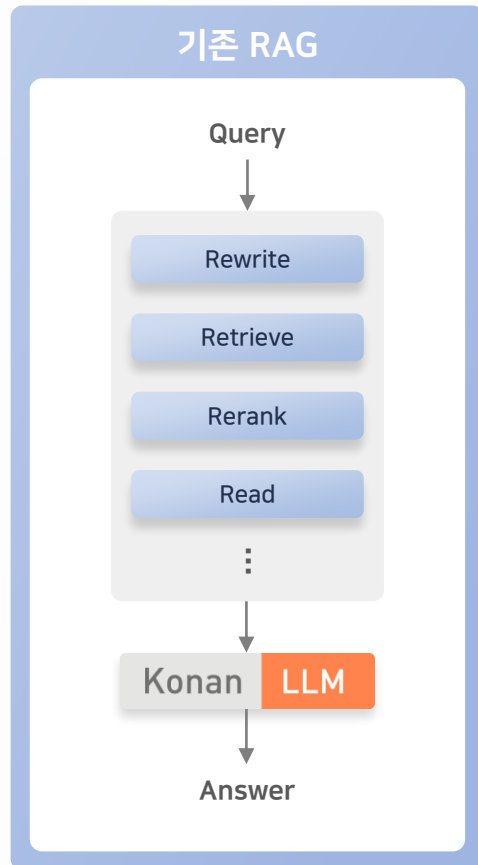 기존 RAG
Query
Rewrite
Retrieve
Rerank
Read
⋮
Konan LLM
Answer